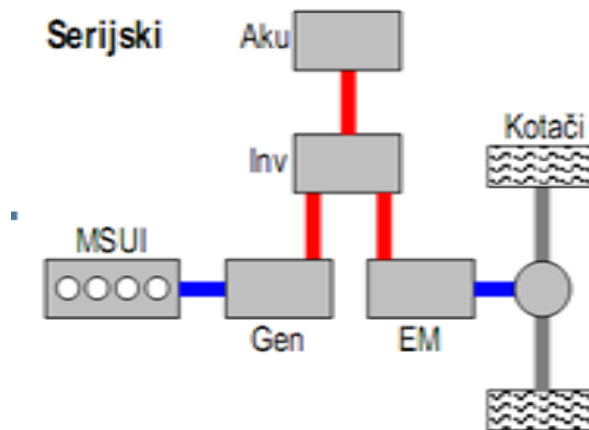 Serijski
Aku
Inv
Kotači
MSUI
Gen
EM